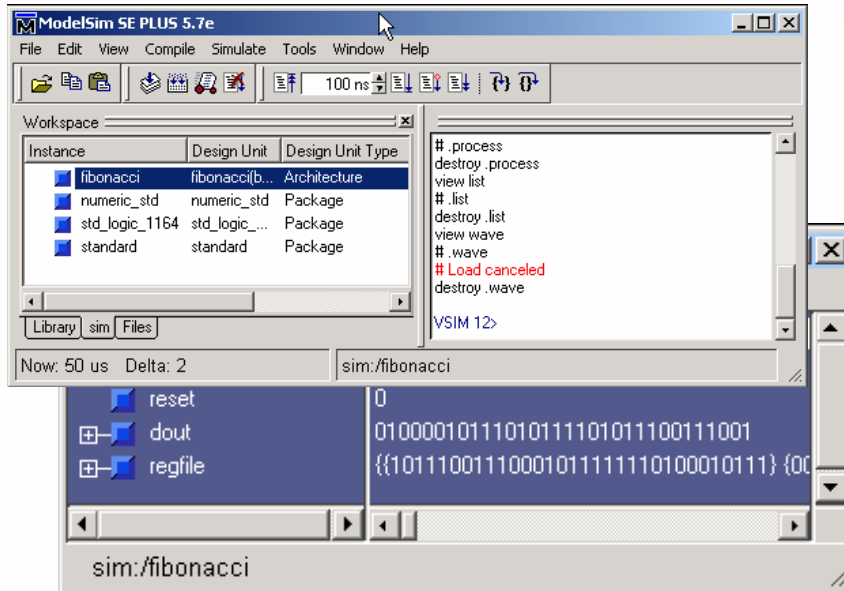 ModelSim SE PLUS 5.7e
File Edit View Compile Simulate Tools Window Help
100 ns
Workspace
Instance Design Unit Design Unit Type
fibonacci fibonacci(b... Architecture
numeric_std numeric_std Package
std_logic_1164 std_logic_... Package
standard standard Package
Library sim Files
# .process
destroy .process
view list
# .list
destroy .list
view wave
# .wave
# Load canceled
destroy .wave
VSIM 12>
Now: 50 us Delta: 2 sim:/fibonacci
reset 0
dout 01000010111010111101011100111001
regfile {{10111001110001011111110100010111} {00
sim:/fibonacci